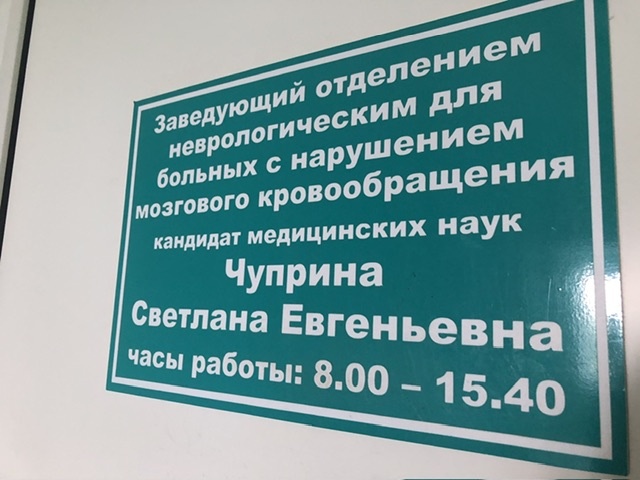 Заведующий отделением
неврологическим для
больных с нарушением
мозгового кровообращения
кандидат медицинских наук
Чуприна
Светлана Евгеньевна
часы работы: 8.00 – 15.40